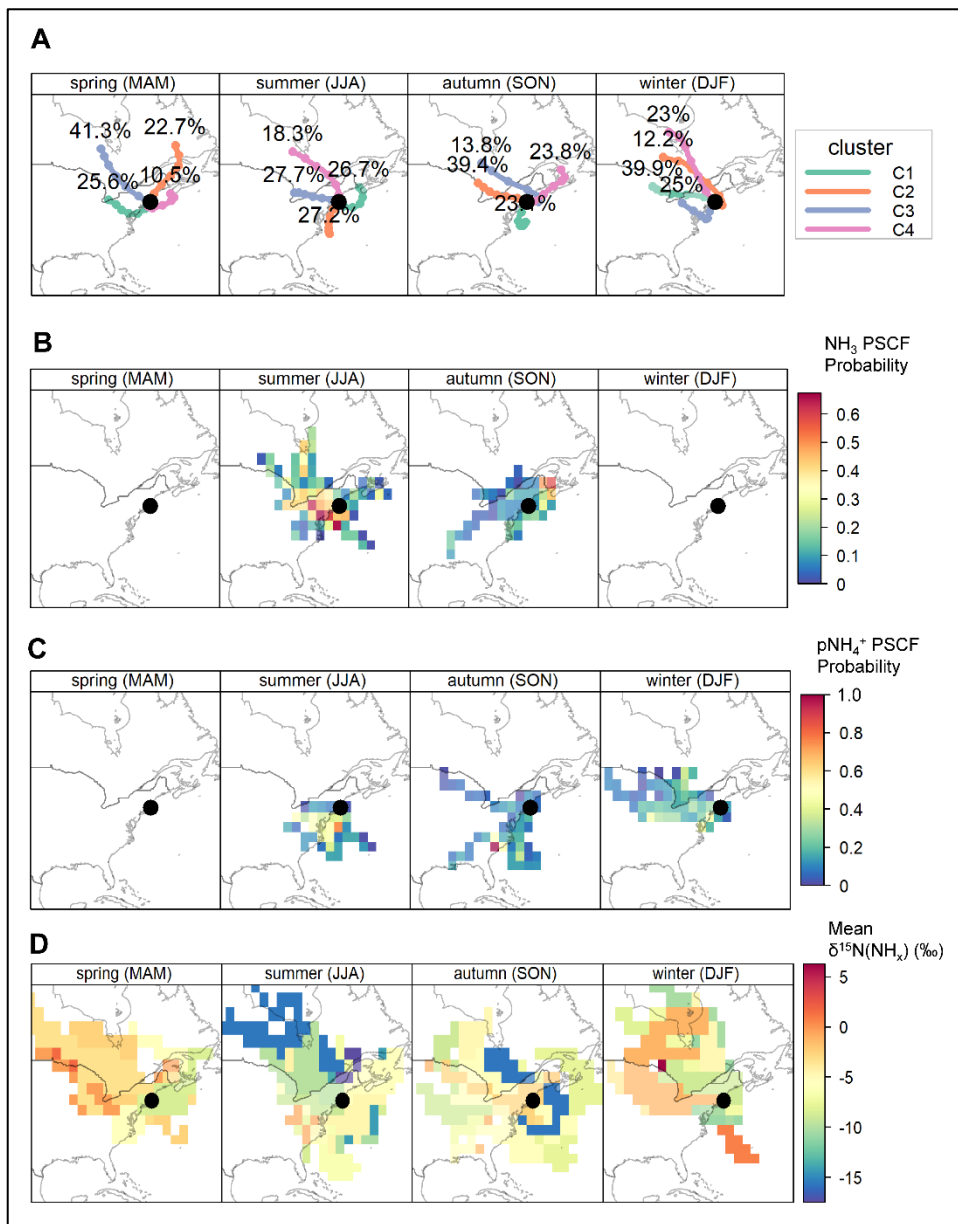 A
spring (MAM) summer (JJA) autumn (SON) winter (DJF)
41.3% 22.7% 25.6% 10.5%
18.3% 26.7% 27.7% 27.2%
13.8% 23.8% 39.4%
23% 12.2% 39.9% 25%
cluster
C1
C2
C3
C4
B
NH₃ PSCF
Probability
spring (MAM) summer (JJA) autumn (SON) winter (DJF)
0.6
0.5
0.4
0.3
0.2
0.1
0
C
pNH₄⁺ PSCF
Probability
spring (MAM) summer (JJA) autumn (SON) winter (DJF)
1.0
0.8
0.6
0.4
0.2
0
D
Mean
δ¹⁵N(NHₓ) (‰)
spring (MAM) summer (JJA) autumn (SON) winter (DJF)
5
0
-5
-10
-15